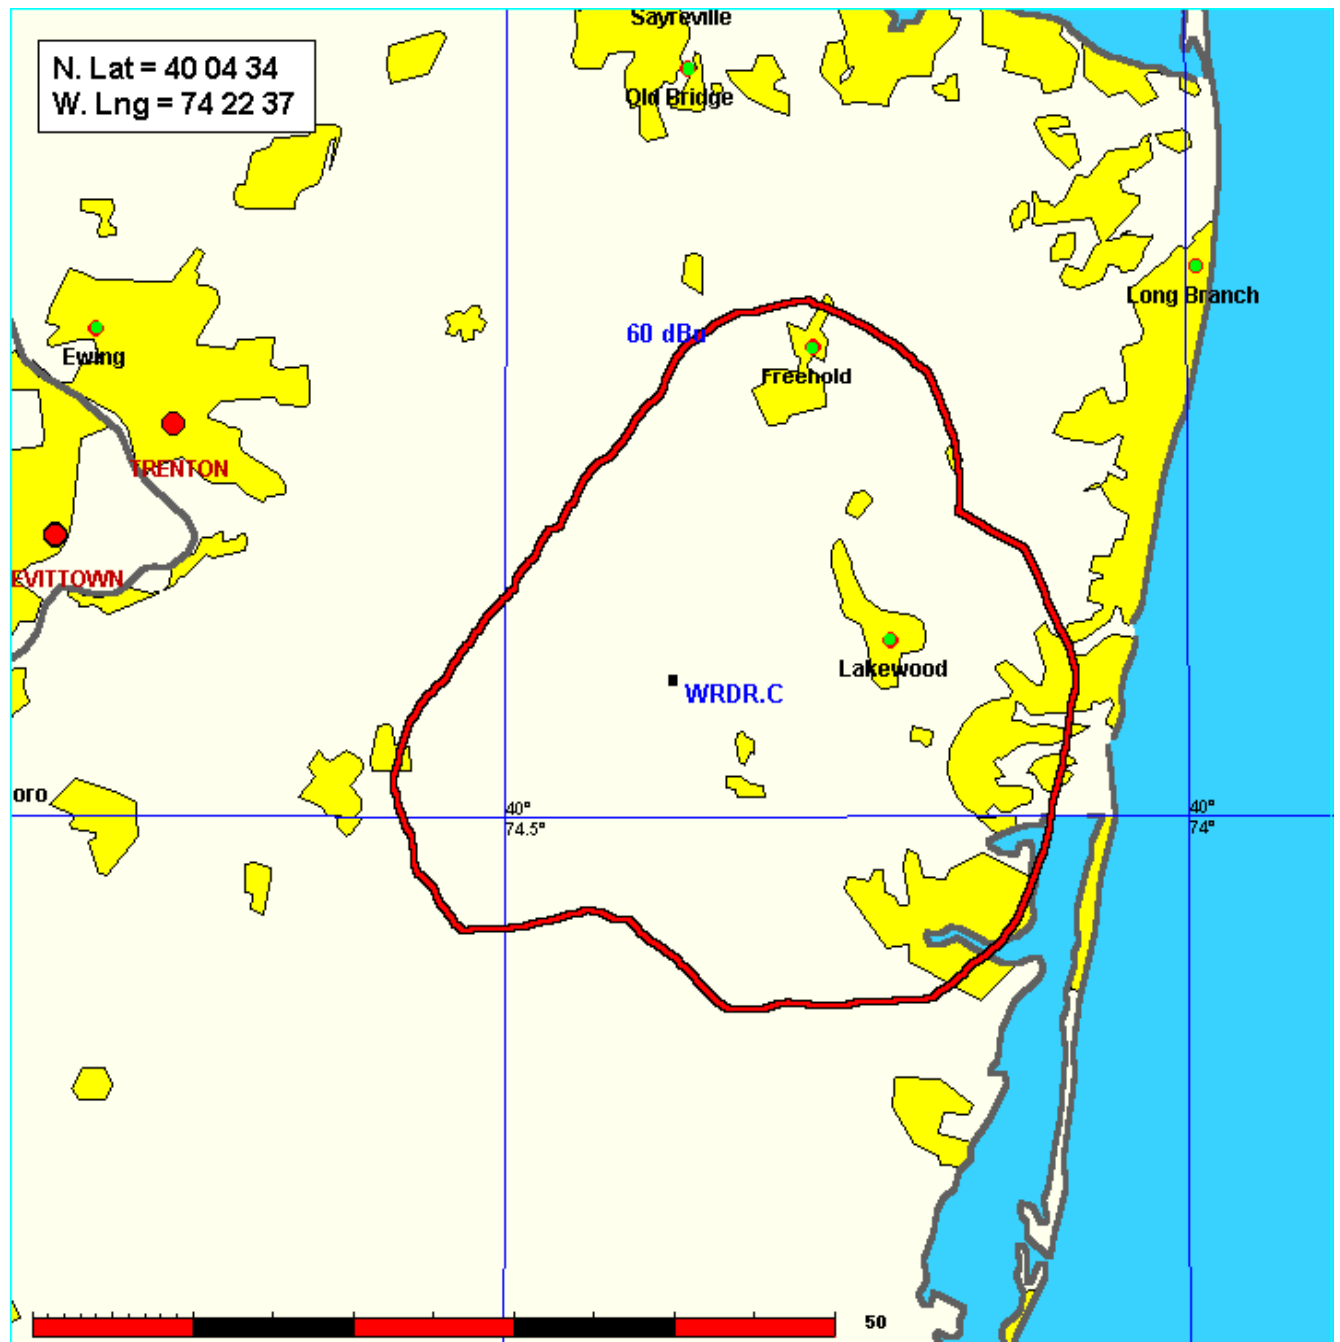 Sayreville
N. Lat = 40 04 34
W. Lng = 74 22 37
Old Bridge
Long Branch
60 dBu
Ewing
Freehold
TRENTON
EVITTOWN
Lakewood
WRDR.C
oro
40°
74.5°
40°
74°
50